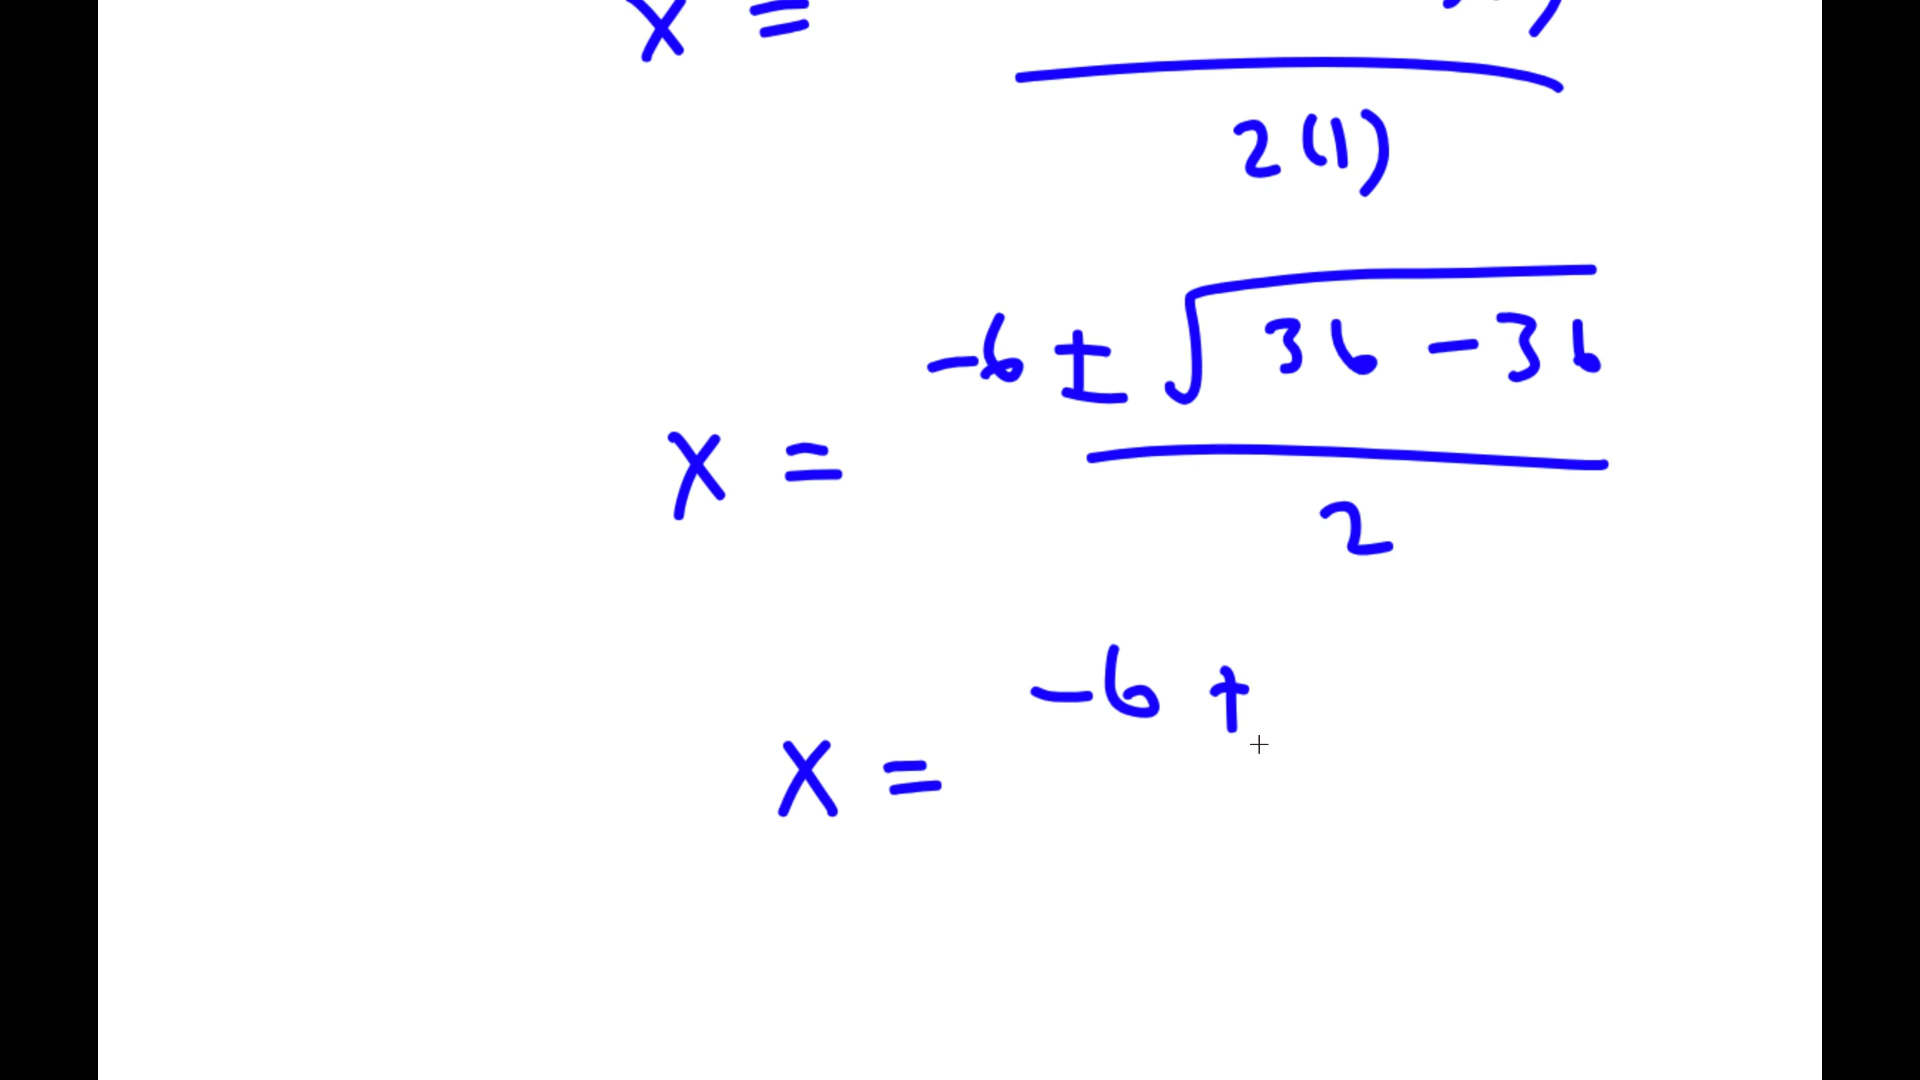 x =
2(1)
-6 ± √36 - 36
x =
2
-6 +
x =